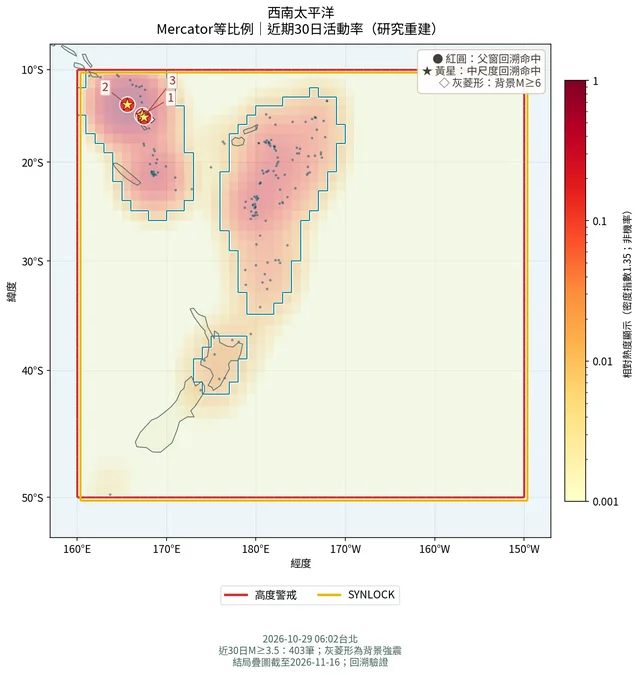 西南太平洋
Mercator等比例｜近期30日活動率（研究重建）
● 紅圓：父窗回溯命中
★ 黃星：中尺度回溯命中
◇ 灰菱形：背景M≥6
2
3
1
10°S
20°S
30°S
40°S
50°S
緯度
160°E
170°E
180°E
170°W
160°W
150°W
經度
1
0.1
0.01
0.001
相對熱度顯示（密度指數1.35；非機率）
高度警戒
SYNLOCK
2026-10-29 06:02台北
近30日M≥3.5：403筆；灰菱形為背景強震
結局疊圖截至2026-11-16；回溯驗證